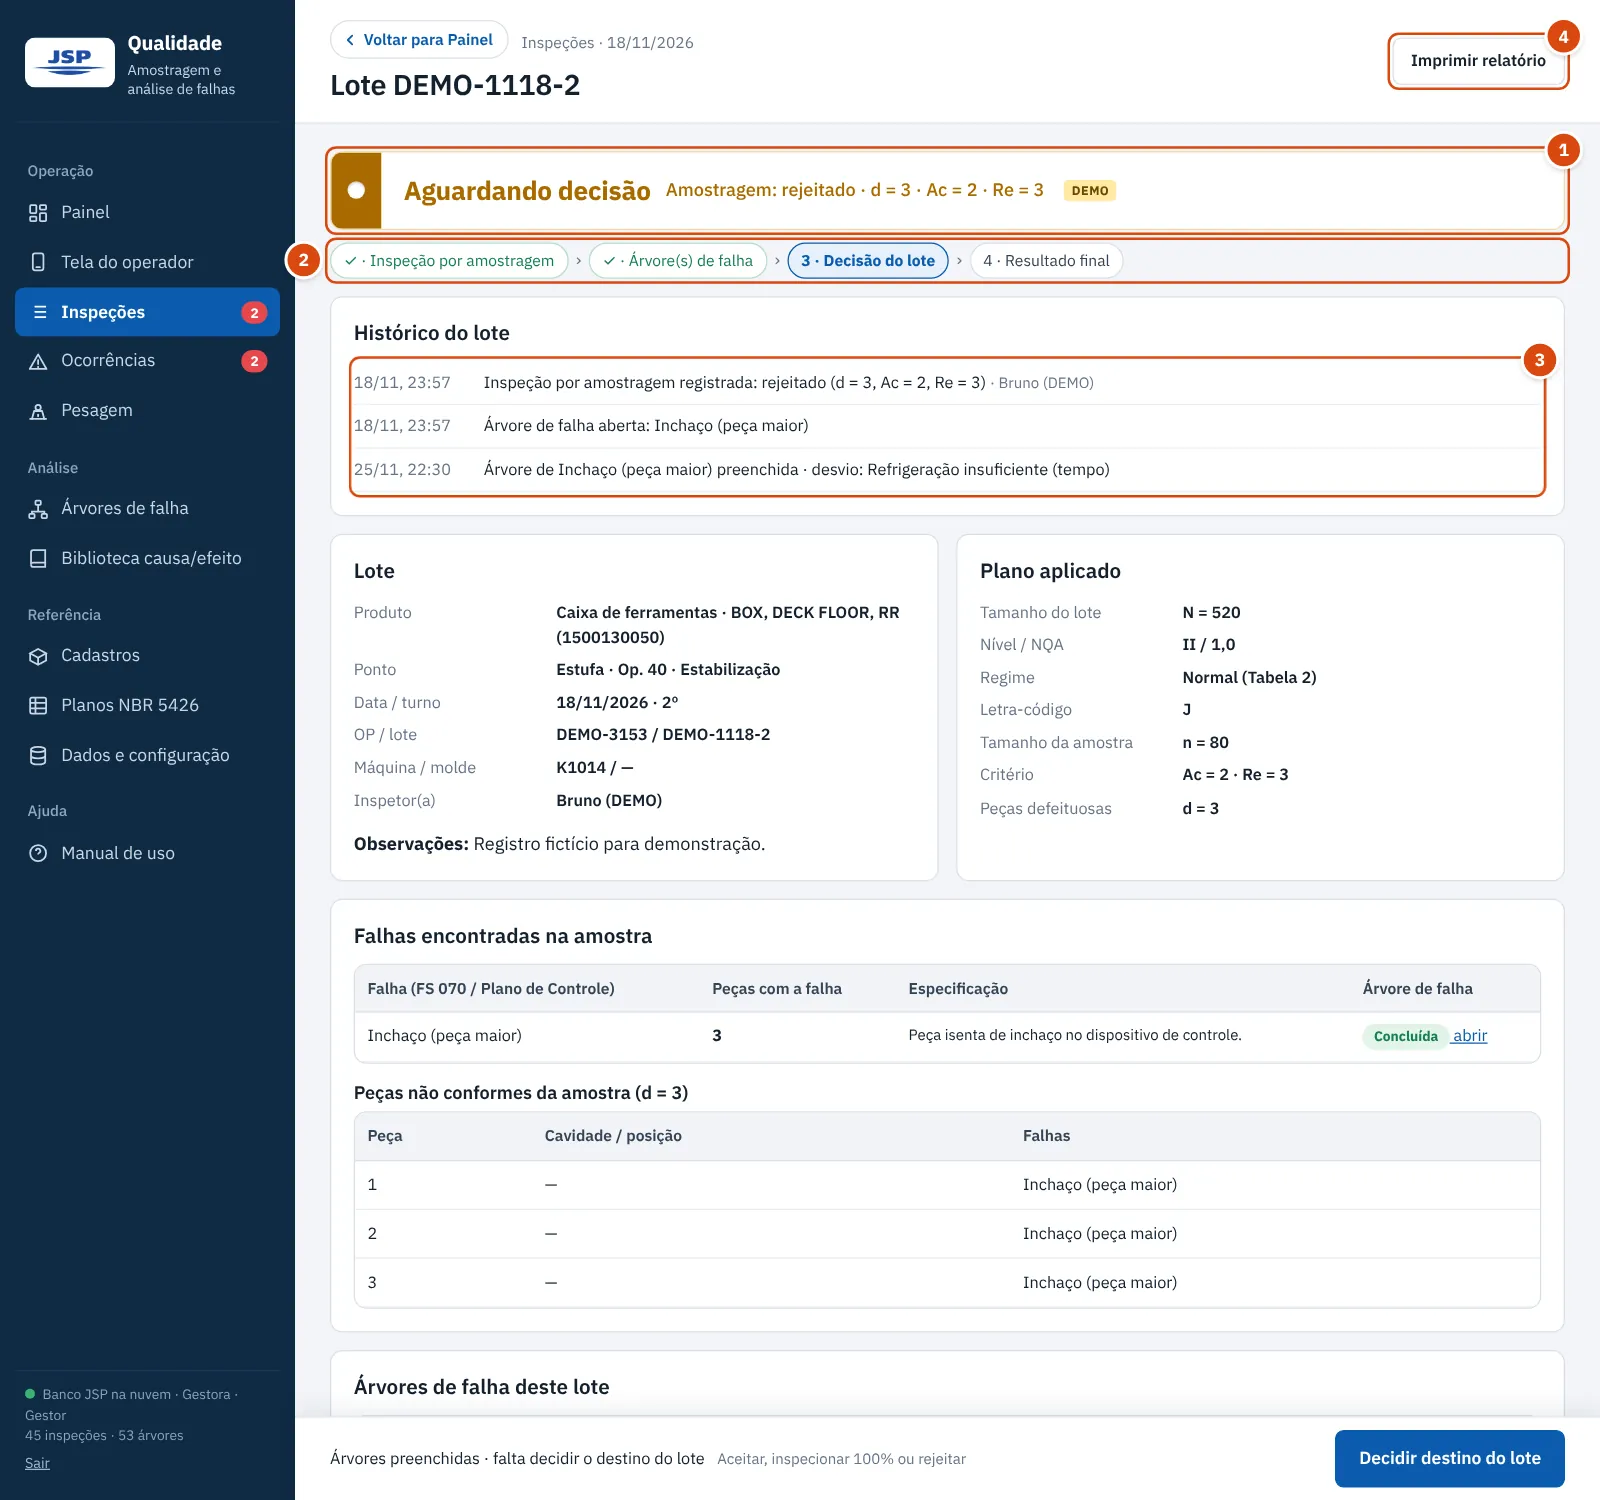 JSP
Qualidade
Amostragem e
análise de falhas
Operação
Painel
Tela do operador
Inspeções 2
Ocorrências 2
Pesagem
Análise
Árvores de falha
Biblioteca causa/efeito
Referência
Cadastros
Planos NBR 5426
Dados e configuração
Ajuda
Manual de uso
Banco JSP na nuvem · Gestora ·
Gestor
45 inspeções · 53 árvores
Sair
Voltar para Painel
Inspeções · 18/11/2026
Lote DEMO-1118-2
Imprimir relatório
4
1
Aguardando decisão Amostragem: rejeitado · d = 3 · Ac = 2 · Re = 3 DEMO
2
✓ · Inspeção por amostragem › ✓ · Árvore(s) de falha › 3 · Decisão do lote › 4 · Resultado final
Histórico do lote
3
18/11, 23:57 Inspeção por amostragem registrada: rejeitado (d = 3, Ac = 2, Re = 3) · Bruno (DEMO)
18/11, 23:57 Árvore de falha aberta: Inchaço (peça maior)
25/11, 22:30 Árvore de Inchaço (peça maior) preenchida · desvio: Refrigeração insuficiente (tempo)
Lote
Produto Caixa de ferramentas · BOX, DECK FLOOR, RR
(1500130050)
Ponto Estufa · Op. 40 · Estabilização
Data / turno 18/11/2026 · 2º
OP / lote DEMO-3153 / DEMO-1118-2
Máquina / molde K1014 / —
Inspetor(a) Bruno (DEMO)
Observações: Registro fictício para demonstração.
Plano aplicado
Tamanho do lote N = 520
Nível / NQA II / 1,0
Regime Normal (Tabela 2)
Letra-código J
Tamanho da amostra n = 80
Critério Ac = 2 · Re = 3
Peças defeituosas d = 3
Falhas encontradas na amostra
Falha (FS 070 / Plano de Controle) Peças com a falha Especificação Árvore de falha
Inchaço (peça maior) 3 Peça isenta de inchaço no dispositivo de controle. Concluída abrir
Peças não conformes da amostra (d = 3)
Peça Cavidade / posição Falhas
1 — Inchaço (peça maior)
2 — Inchaço (peça maior)
3 — Inchaço (peça maior)
Árvores de falha deste lote
Árvores preenchidas · falta decidir o destino do lote Aceitar, inspecionar 100% ou rejeitar
Decidir destino do lote